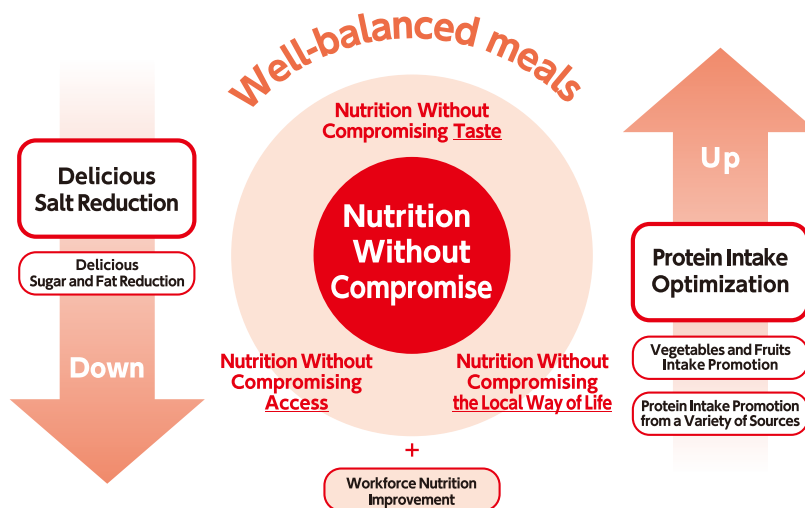 Well-balanced meals
Nutrition Without
Compromising Taste
Nutrition
Without
Compromise
Nutrition Without
Compromising
Access
Nutrition Without
Compromising
the Local Way of Life
+
Workforce Nutrition
Improvement
Delicious
Salt Reduction
Delicious
Sugar and Fat Reduction
Down
Up
Protein Intake
Optimization
Vegetables and Fruits
Intake Promotion
Protein Intake Promotion
from a Variety of Sources